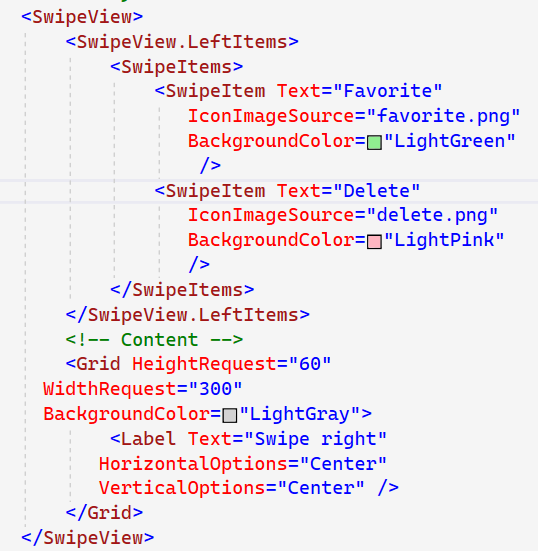 <SwipeView>
<SwipeView.LeftItems>
<SwipeItems>
<SwipeItem Text="Favorite"
IconImageSource="favorite.png"
BackgroundColor="LightGreen"
/>
<SwipeItem Text="Delete"
IconImageSource="delete.png"
BackgroundColor="LightPink"
/>
</SwipeItems>
</SwipeView.LeftItems>
<!-- Content -->
<Grid HeightRequest="60"
WidthRequest="300"
BackgroundColor="LightGray">
<Label Text="Swipe right"
HorizontalOptions="Center"
VerticalOptions="Center" />
</Grid>
</SwipeView>